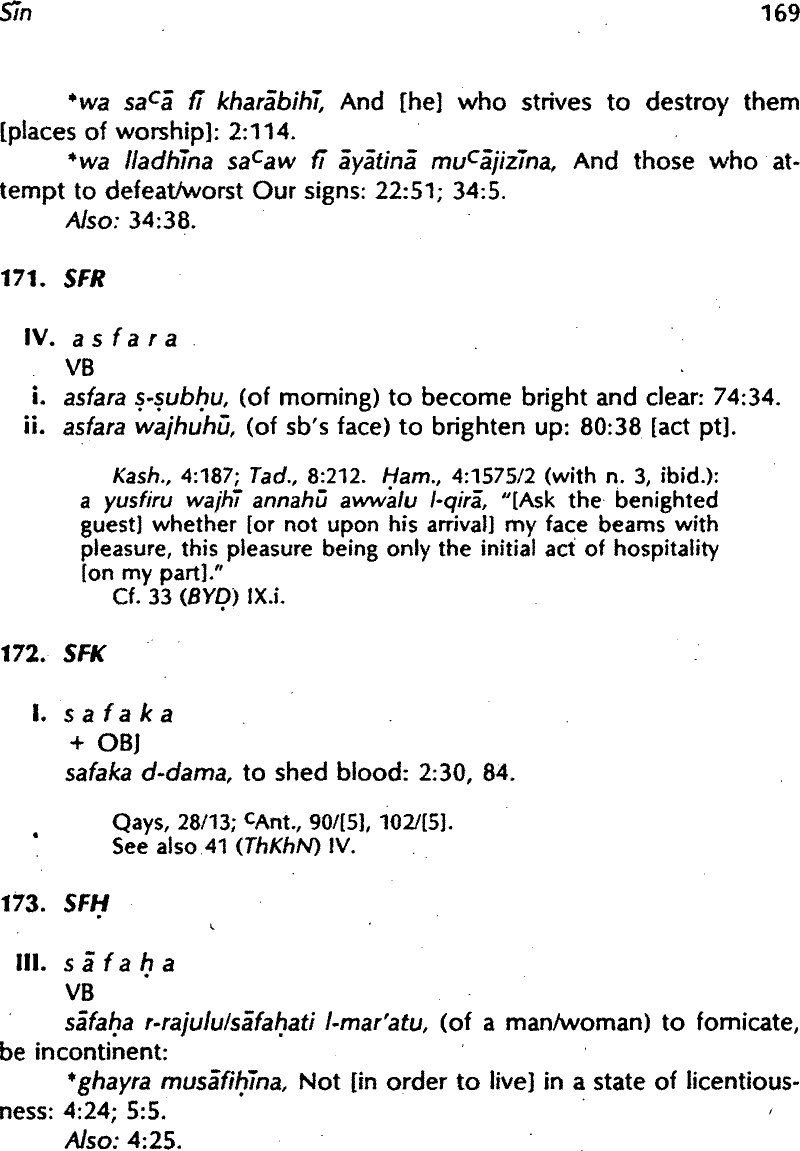 Sīn 169
*wa saᶜā fī kharābihī, And [he] who strives to destroy them
[places of worship]: 2:114.
*wa lladhīna saᶜaw fī āyātinā muᶜājizīna, And those who at-
tempt to defeat/worst Our signs: 22:51; 34:5.
Also: 34:38.
171. SFR
IV. a s f a r a
VB
i. asfara ṣ-ṣubḥu, (of morning) to become bright and clear: 74:34.
ii. asfara wajhuhū, (of sb's face) to brighten up: 80:38 [act pt].
Kash., 4:187; Tad., 8:212. Ḥam., 4:1575/2 (with n. 3, ibid.):
a yusfiru wajhī annahū awwalu l-qirā, "[Ask the benighted
guest] whether [or not upon his arrival] my face beams with
pleasure, this pleasure being only the initial act of hospitality
[on my part]."
Cf. 33 (BYḌ) IX.i.
172. SFK
I. s a f a k a
+ OBJ
safaka d-dama, to shed blood: 2:30, 84.
Qays, 28/13; ᶜAnt., 90/[5], 102/[5].
See also 41 (ThKhN) IV.
173. SFḤ
III. s ā f a ḥ a
VB
sāfaḥa r-rajulu/sāfaḥati l-mar'atu, (of a man/woman) to fornicate,
be incontinent:
*ghayra musāfiḥīna, Not [in order to live] in a state of licentious-
ness: 4:24; 5:5.
Also: 4:25.